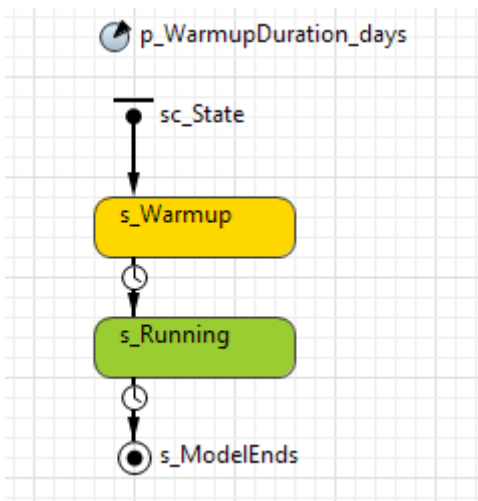 p_WarmupDuration_days
sc_State
s_Warmup
s_Running
s_ModelEnds